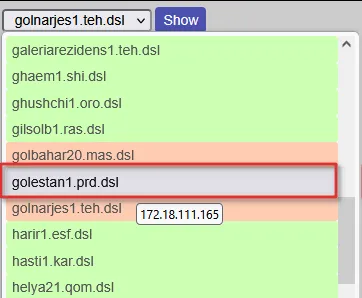 golnarjes1.teh.dsl Show
galeriarezidens1.teh.dsl
ghaem1.shi.dsl
ghushchi1.oro.dsl
gilsolb1.ras.dsl
golbahar20.mas.dsl
golestan1.prd.dsl
golnarjes1.teh.dsl
172.18.111.165
harir1.esf.dsl
hasti1.kar.dsl
helya21.qom.dsl